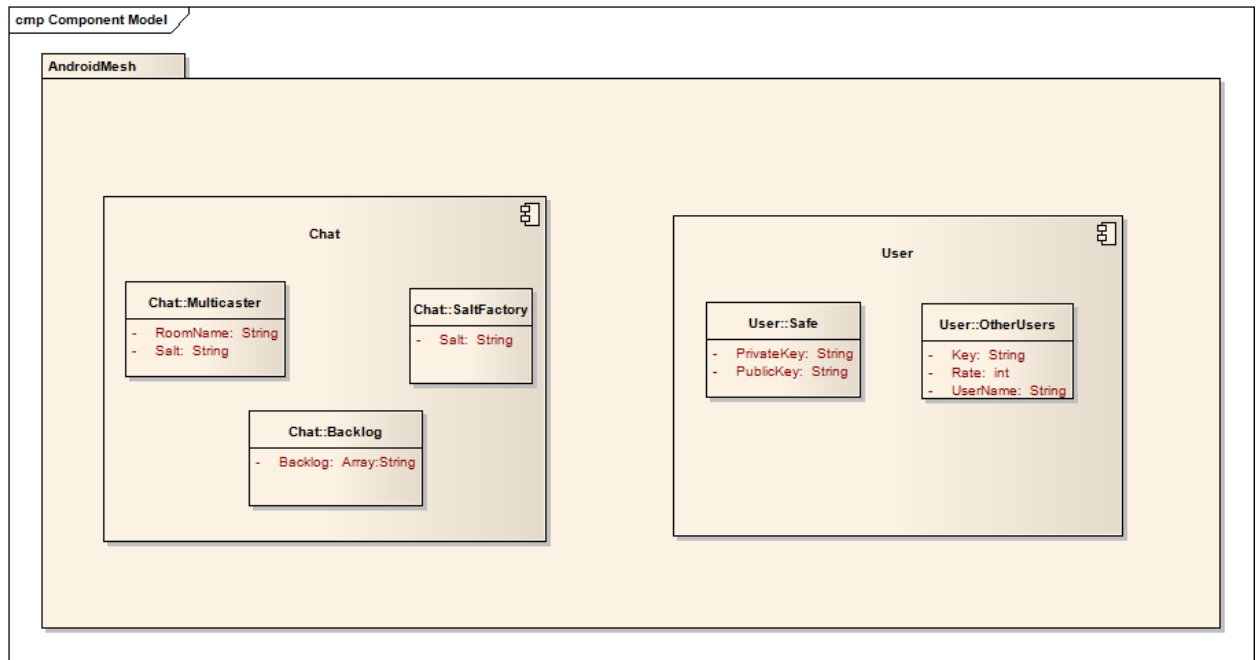 cmp Component Model
AndroidMesh
Chat
Chat::Multicaster
- RoomName: String
- Salt: String
Chat::SaltFactory
- Salt: String
Chat::Backlog
- Backlog: Array:String
User
User::Safe
- PrivateKey: String
- PublicKey: String
User::OtherUsers
- Key: String
- Rate: int
- UserName: String